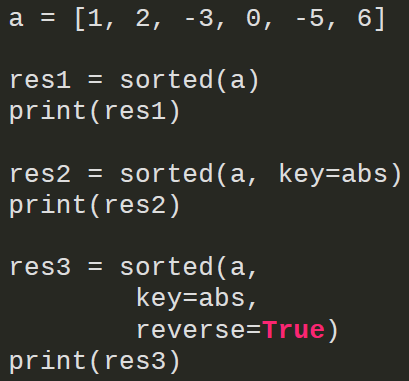 a = [1, 2, -3, 0, -5, 6]

res1 = sorted(a)
print(res1)

res2 = sorted(a, key=abs)
print(res2)

res3 = sorted(a,
        key=abs,
        reverse=True)
print(res3)